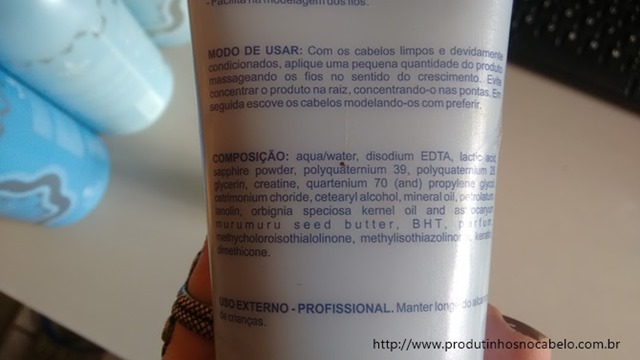 - Facilita na modelagem dos fios.
MODO DE USAR: Com os cabelos limpos e devidamente
condicionados, aplique uma pequena quantidade do produto
massageando os fios no sentido do crescimento. Evite
concentrar o produto na raiz, concentrando-o nas pontas. Em
seguida escove os cabelos modelando-os com preferir.
COMPOSIÇÃO: aqua/water, disodium EDTA, lactic acid,
sapphire powder, polyquaternium 39, polyquaternium 28,
glycerin, creatine, quartenium 70 (and) propylene glycol,
cetrimonium choride, cetearyl alcohol, mineral oil, petrolatum
lanolin, orbignia speciosa kernel oil and astrocaryum
murumuru seed butter, BHT, parfum,
methycholoroisothialolinone, methylisothiazolinone, keratin,
dimethicone.
USO EXTERNO - PROFISSIONAL. Manter longe do alcance
de crianças.
http://www.produtinhosnocabelo.com.br